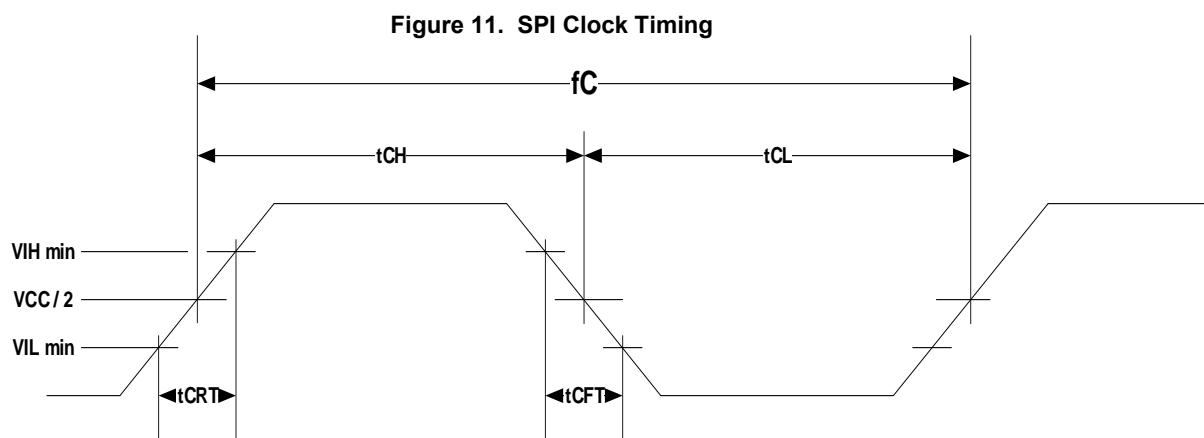 Figure 11. SPI Clock Timing
fC
tCH
tCL
VIH min
VCC / 2
VIL min
tCRT
tCFT